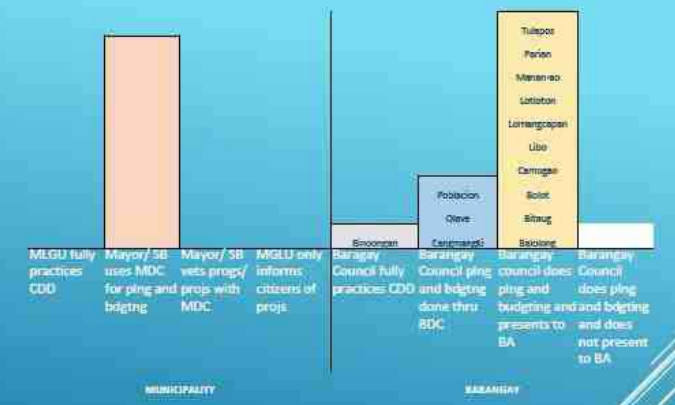 Tulapos
Parian
Manan-ao
Lotloton
Lomangcapan
Libo
Camogao
Bolot
Bitaug
Balolong
Poblacion
Olave
Cangmangki
Binoongan
MLGU fully
practices
CDD
Mayor/ SB
uses MDC
for plng and
bdgtng
Mayor/ SB
vets progs/
projs with
MDC
MGLU only
informs
citizens of
projs
Baragay
Council fully
practices CDD
Barangay
Council plng
and bdgtng
done thru
BDC
Barangay
council does
plng and
budgeting and
presents to
BA
Barangay
Council
does plng
and bdgting
and does
not present
to BA
MUNICIPALITY
BARANGAY